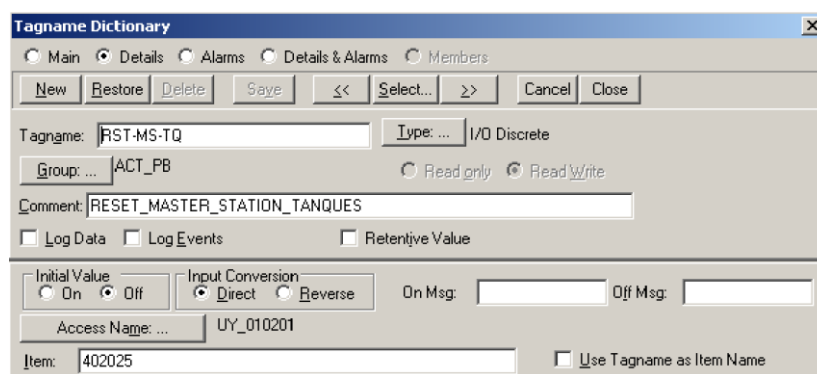 Tagname Dictionary
Main Details Alarms Details & Alarms Members
New Restore Delete Save << Select... >> Cancel Close
Tagname: RST-MS-TQ Type: ... I/O Discrete
Group: ... ACT_PB Read only Read Write
Comment: RESET_MASTER_STATION_TANQUES
Log Data Log Events Retentive Value
Initial Value Input Conversion
On Off Direct Reverse On Msg: Off Msg:
Access Name: ... UY_010201
Item: 402025 Use Tagname as Item Name